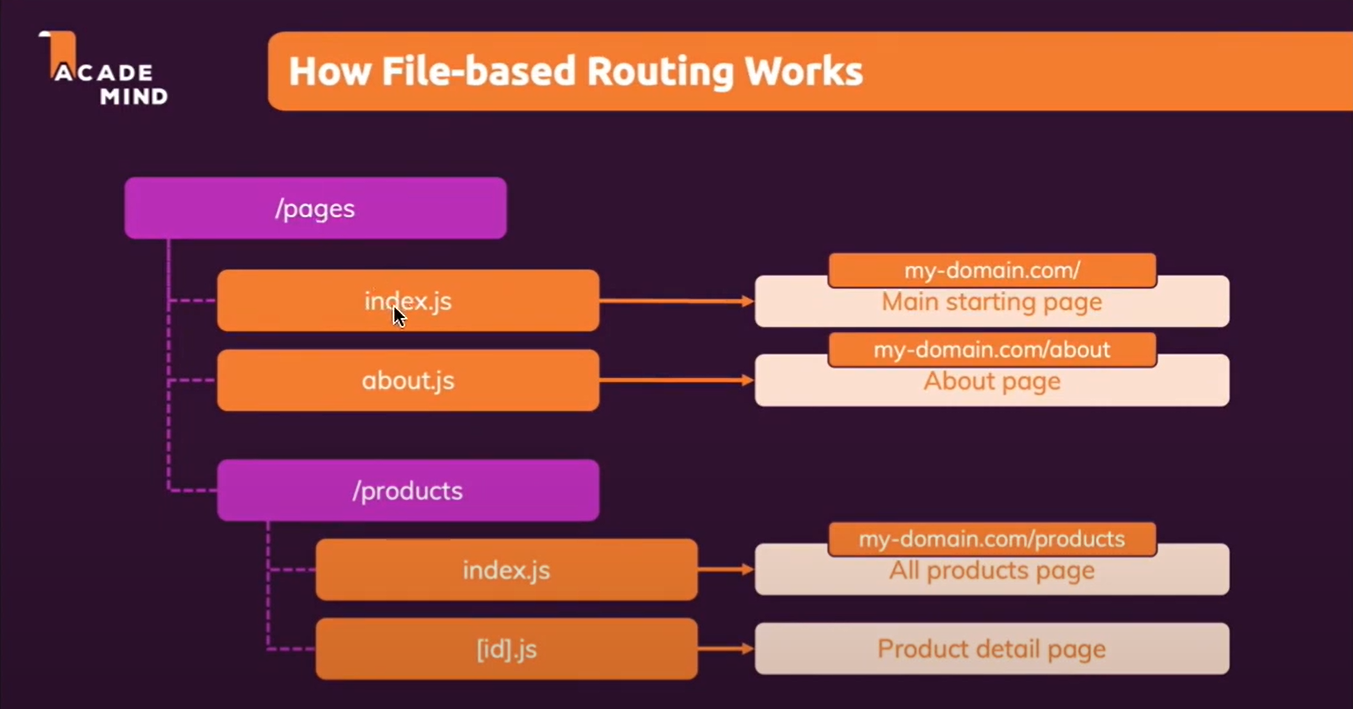 ACADE
MIND
How File-based Routing Works
/pages
index.js
my-domain.com/
Main starting page
about.js
my-domain.com/about
About page
/products
index.js
my-domain.com/products
All products page
[id].js
Product detail page